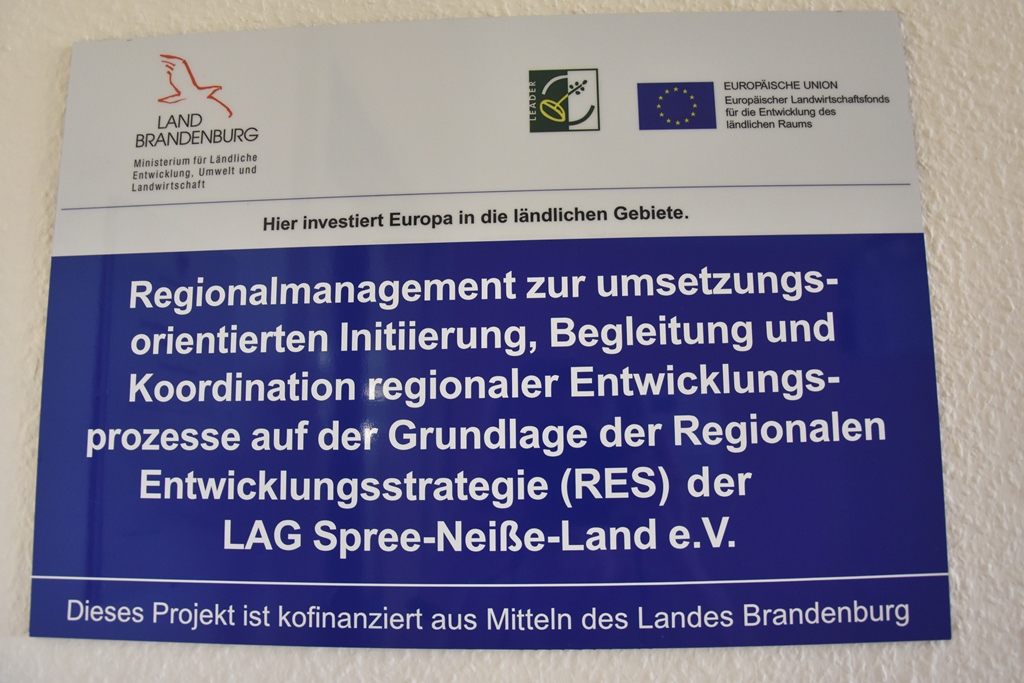 LAND
BRANDENBURG
Ministerium für Ländliche
Entwicklung, Umwelt und
Landwirtschaft
LEADER
EUROPÄISCHE UNION
Europäischer Landwirtschaftsfonds
für die Entwicklung des
ländlichen Raums
Hier investiert Europa in die ländlichen Gebiete.
Regionalmanagement zur umsetzungs-
orientierten Initiierung, Begleitung und
Koordination regionaler Entwicklungs-
prozesse auf der Grundlage der Regionalen
Entwicklungsstrategie (RES) der
LAG Spree-Neiße-Land e.V.
Dieses Projekt ist kofinanziert aus Mitteln des Landes Brandenburg